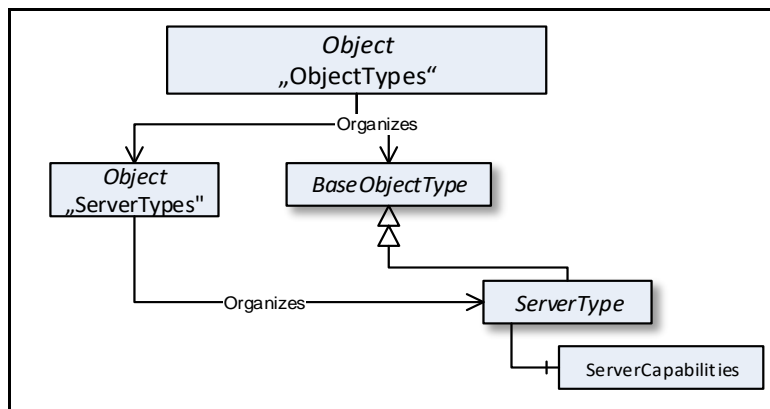 Object
„ObjectTypes“
Organizes
Object
„ServerTypes"
BaseObjectType
Organizes
ServerType
ServerCapabilities